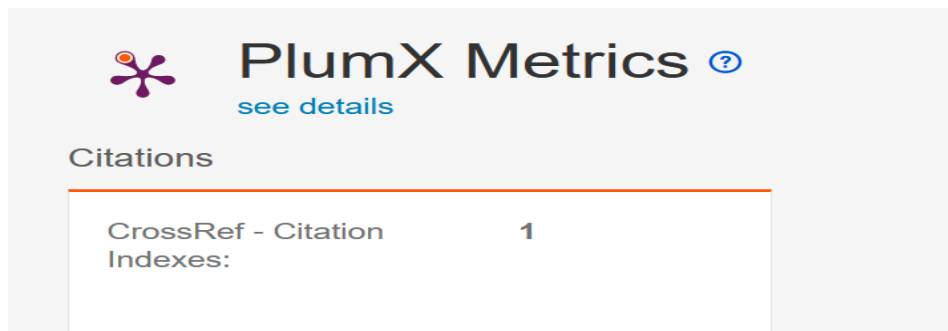 PlumX Metrics ?
see details
Citations
CrossRef - Citation 1
Indexes: